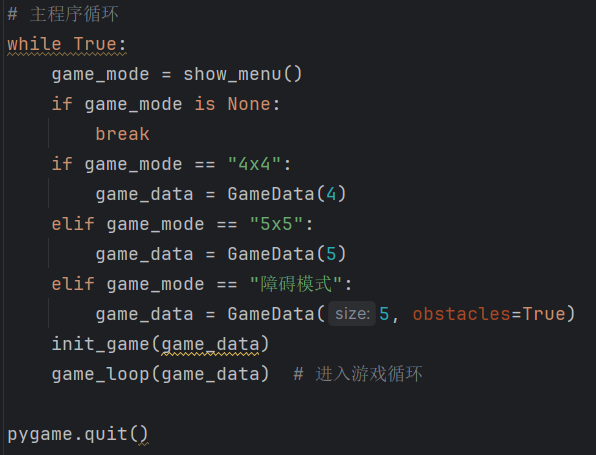 # 主程序循环
while True:
    game_mode = show_menu()
    if game_mode is None:
        break
    if game_mode == "4x4":
        game_data = GameData(4)
    elif game_mode == "5x5":
        game_data = GameData(5)
    elif game_mode == "障碍模式":
        game_data = GameData(size: 5, obstacles=True)
    init_game(game_data)
    game_loop(game_data)  # 进入游戏循环
pygame.quit()